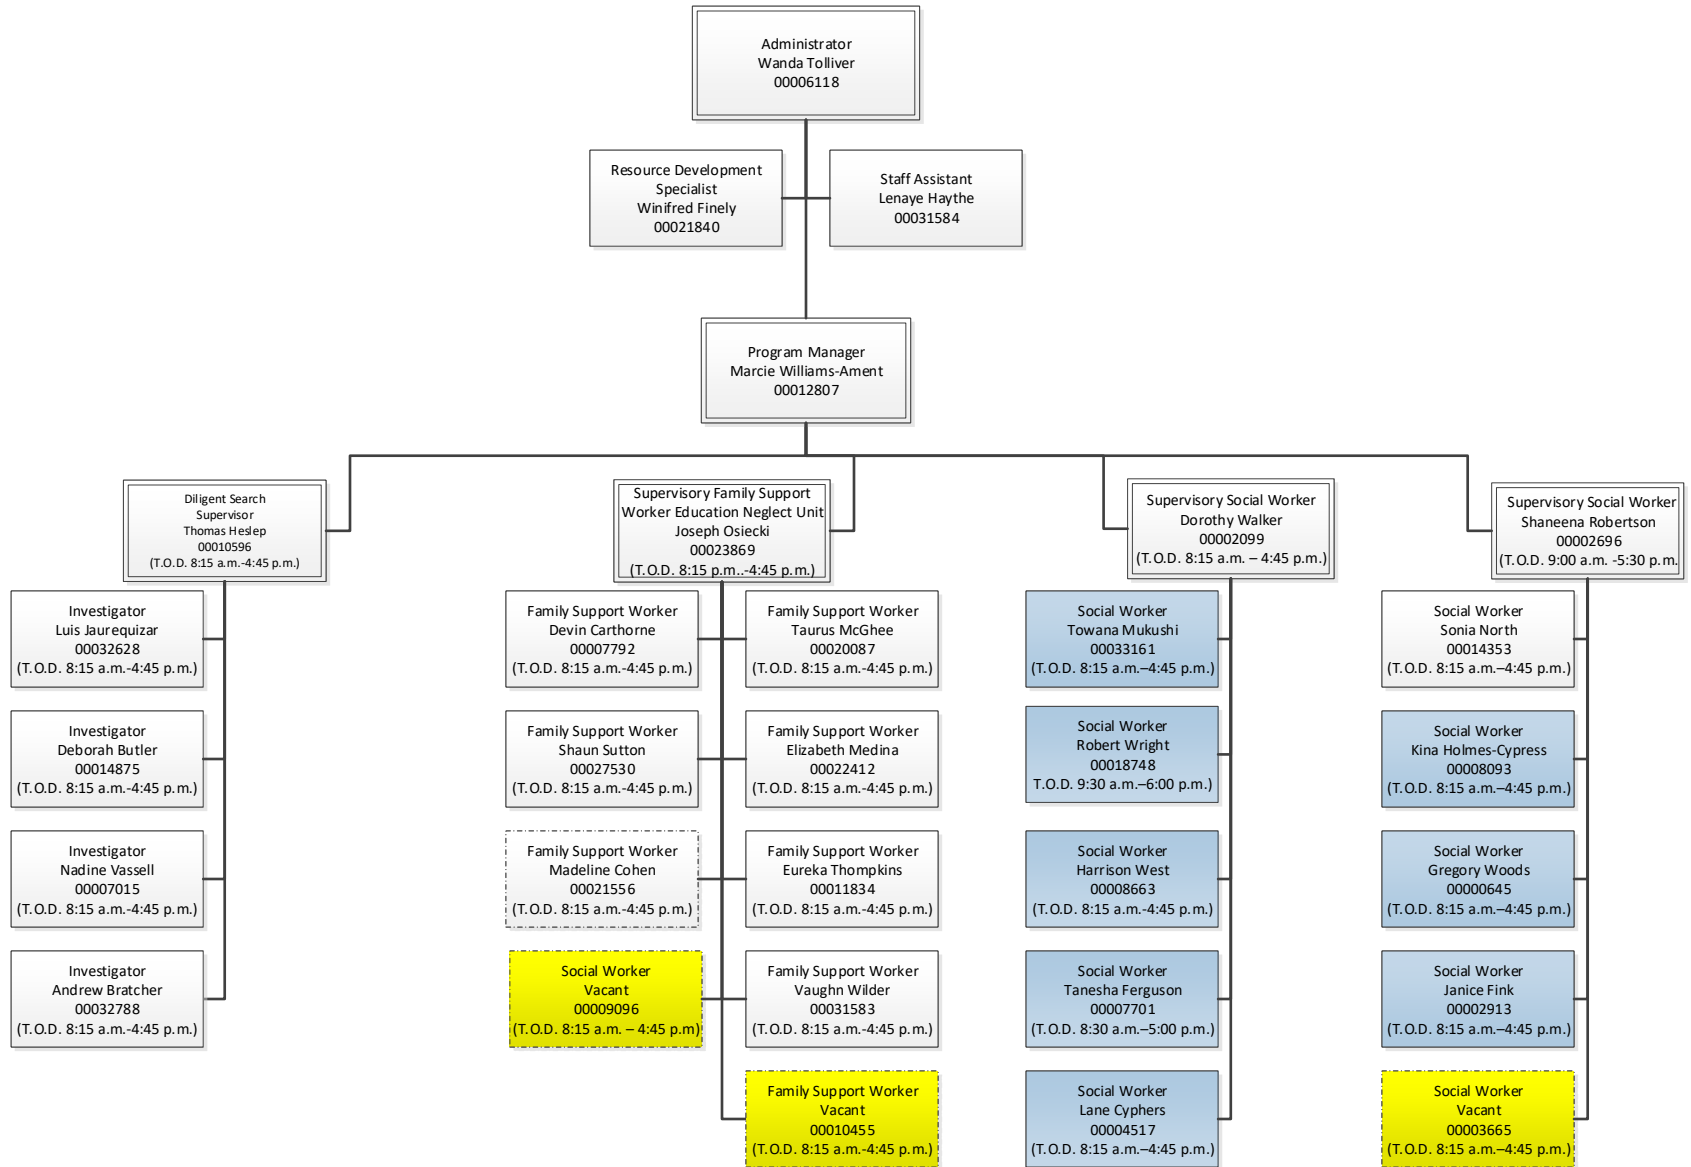 Administrator
Wanda Tolliver
00006118
Resource Development
Specialist
Winifred Finely
00021840
Staff Assistant
Lenaye Haythe
00031584
Program Manager
Marcie Williams-Ament
00012807
Diligent Search
Supervisor
Thomas Heslep
00010596
(T.O.D. 8:15 a.m.-4:45 p.m.)
Supervisory Family Support
Worker Education Neglect Unit
Joseph Osiecki
00023869
(T.O.D. 8:15 p.m..-4:45 p.m.)
Supervisory Social Worker
Dorothy Walker
00002099
(T.O.D. 8:15 a.m. – 4:45 p.m.)
Supervisory Social Worker
Shaneena Robertson
00002696
(T.O.D. 9:00 a.m. -5:30 p.m.
Investigator
Luis Jaurequizar
00032628
(T.O.D. 8:15 a.m.-4:45 p.m.)
Investigator
Deborah Butler
00014875
(T.O.D. 8:15 a.m.-4:45 p.m.)
Investigator
Nadine Vassell
00007015
(T.O.D. 8:15 a.m.-4:45 p.m.)
Investigator
Andrew Bratcher
00032788
(T.O.D. 8:15 a.m.-4:45 p.m.)
Family Support Worker
Devin Carthorne
00007792
(T.O.D. 8:15 a.m.-4:45 p.m.)
Family Support Worker
Taurus McGhee
00020087
(T.O.D. 8:15 a.m.-4:45 p.m.)
Family Support Worker
Shaun Sutton
00027530
(T.O.D. 8:15 a.m.-4:45 p.m.)
Family Support Worker
Elizabeth Medina
00022412
(T.O.D. 8:15 a.m.-4:45 p.m.)
Family Support Worker
Madeline Cohen
00021556
(T.O.D. 8:15 a.m.-4:45 p.m.)
Family Support Worker
Eureka Thompkins
00011834
(T.O.D. 8:15 a.m.-4:45 p.m.)
Social Worker
Vacant
00009096
(T.O.D. 8:15 a.m. – 4:45 p.m)
Family Support Worker
Vaughn Wilder
00031583
(T.O.D. 8:15 a.m.-4:45 p.m.)
Family Support Worker
Vacant
00010455
(T.O.D. 8:15 a.m.-4:45 p.m.)
Social Worker
Towana Mukushi
00033161
(T.O.D. 8:15 a.m.–4:45 p.m.)
Social Worker
Robert Wright
00018748
T.O.D. 9:30 a.m.–6:00 p.m.)
Social Worker
Harrison West
00008663
(T.O.D. 8:15 a.m.-4:45 p.m.)
Social Worker
Tanesha Ferguson
00007701
(T.O.D. 8:30 a.m.–5:00 p.m.)
Social Worker
Lane Cyphers
00004517
(T.O.D. 8:15 a.m.–4:45 p.m.)
Social Worker
Sonia North
00014353
(T.O.D. 8:15 a.m.–4:45 p.m.)
Social Worker
Kina Holmes-Cypress
00008093
(T.O.D. 8:15 a.m.–4:45 p.m.)
Social Worker
Gregory Woods
00000645
(T.O.D. 8:15 a.m.–4:45 p.m.)
Social Worker
Janice Fink
00002913
(T.O.D. 8:15 a.m.–4:45 p.m.)
Social Worker
Vacant
00003665
(T.O.D. 8:15 a.m.–4:45 p.m.)